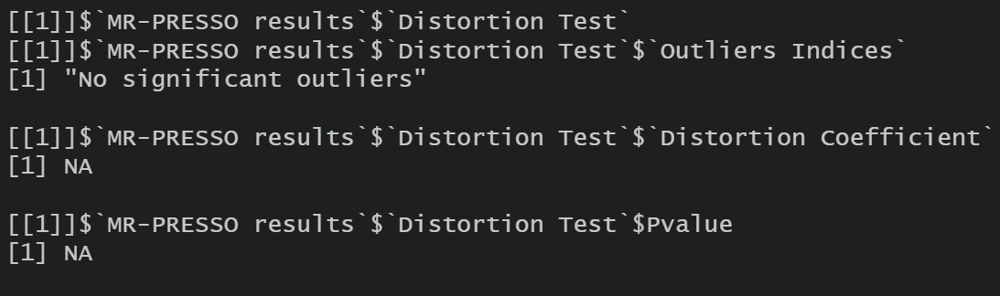 [[1]]$`MR-PRESSO results`$`Distortion Test`
[[1]]$`MR-PRESSO results`$`Distortion Test`$`Outliers Indices`
[1] "No significant outliers"
[[1]]$`MR-PRESSO results`$`Distortion Test`$`Distortion Coefficient`
[1] NA
[[1]]$`MR-PRESSO results`$`Distortion Test`$Pvalue
[1] NA